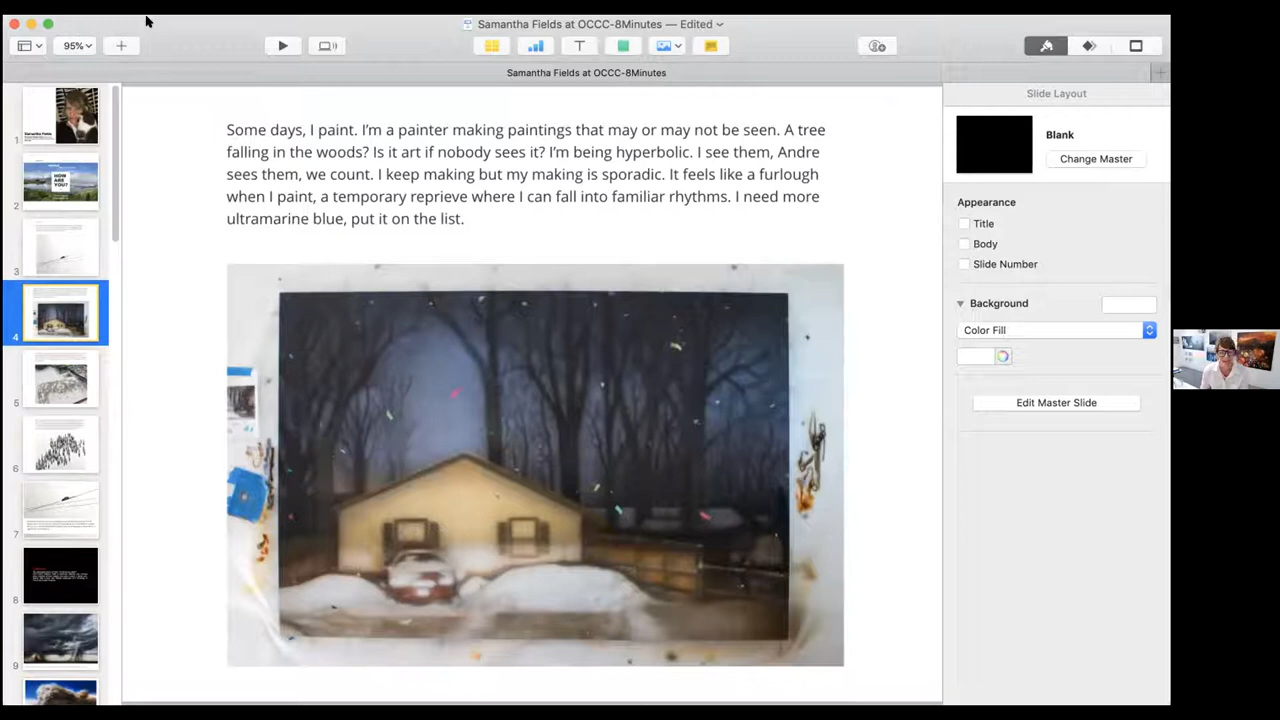 Samantha Fields at OCCC-8Minutes — Edited
95%
Samantha Fields at OCCC-8Minutes
Some days, I paint. I'm a painter making paintings that may or may not be seen. A tree
falling in the woods? Is it art if nobody sees it? I'm being hyperbolic. I see them, Andre
sees them, we count. I keep making but my making is sporadic. It feels like a furlough
when I paint, a temporary reprieve where I can fall into familiar rhythms. I need more
ultramarine blue, put it on the list.
Slide Layout
Blank
Change Master
Appearance
Title
Body
Slide Number
Background
Color Fill
Edit Master Slide
1
Samantha Fields
2
HOW
ARE
YOU?
3
4
5
6
7
8
9